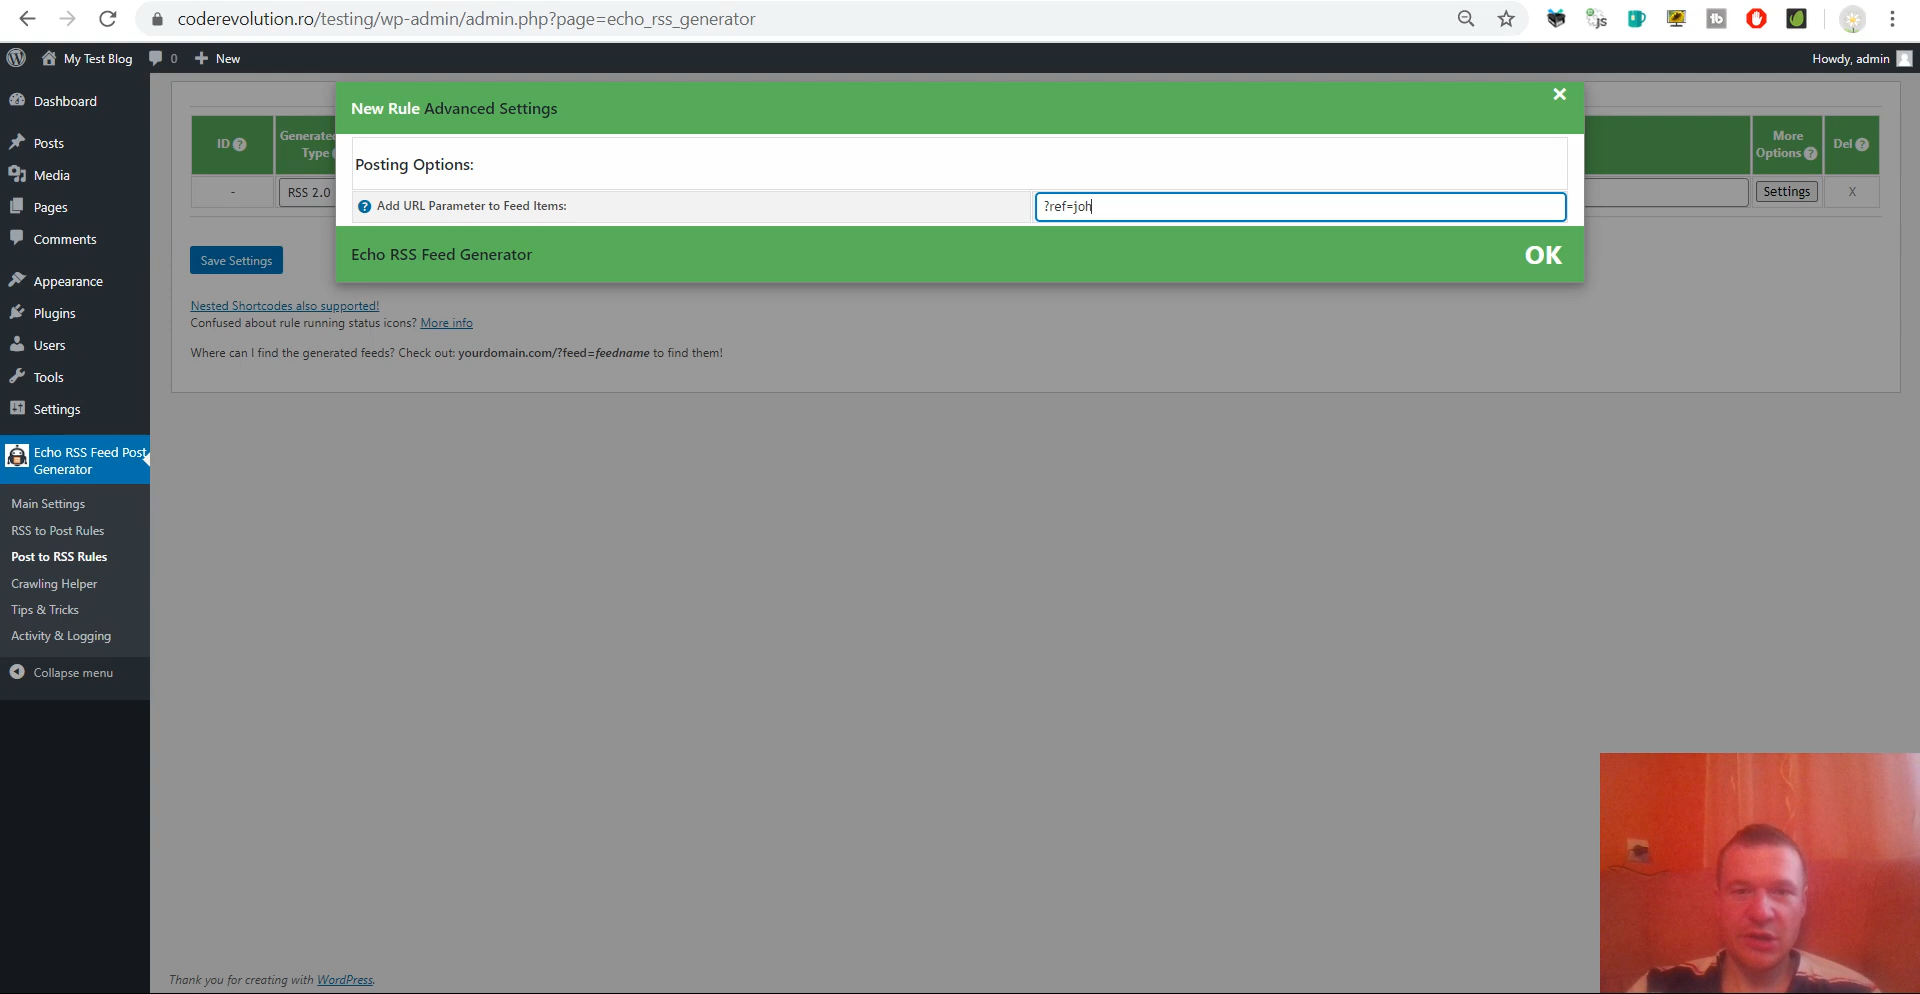 coderevolution.ro/testing/wp-admin/admin.php?page=echo_rss_generator
My Test Blog 0 New
Howdy, admin
Dashboard
Posts
Media
Pages
Comments
Appearance
Plugins
Users
Tools
Settings
Echo RSS Feed Post
Generator
Main Settings
RSS to Post Rules
Post to RSS Rules
Crawling Helper
Tips & Tricks
Activity & Logging
Collapse menu
New Rule Advanced Settings
×
Posting Options:
? Add URL Parameter to Feed Items:
?ref=joh
Echo RSS Feed Generator
OK
ID ?
Type
More
Options ?
Del ?
-
RSS 2.0
Settings
X
Save Settings
Nested Shortcodes also supported!
Confused about rule running status icons? More info
Where can I find the generated feeds? Check out: yourdomain.com/?feed=feedname to find them!
Thank you for creating with WordPress.
JS
tb